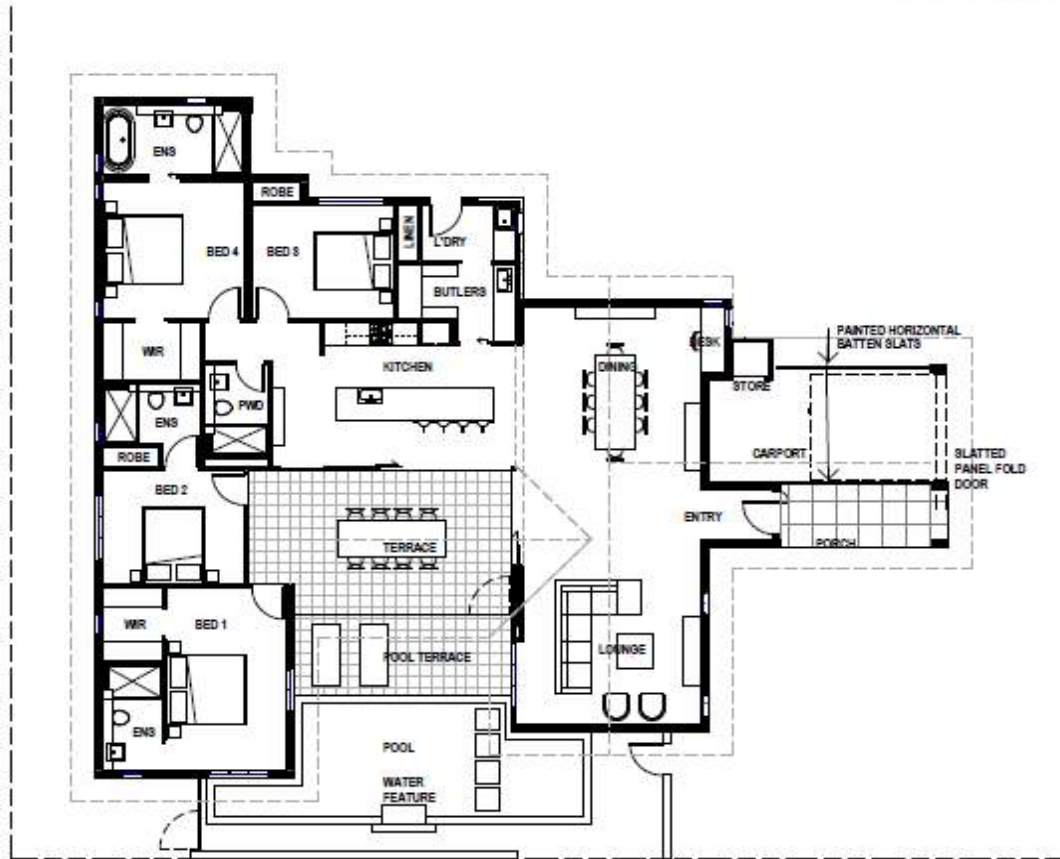 ENS
ROBE
BED 4
BED 3
LINEN
L'DRY
BUTLERS
WIR
KITCHEN
DINING
DESK
STORE
PAINTED HORIZONTAL
BATTEN SLATS
ENS
PWD
ROBE
BED 2
CARPORT
SLATTED
PANEL FOLD
DOOR
ENTRY
PORCH
TERRACE
WIR
BED 1
POOL TERRACE
LOUNGE
ENS
POOL
WATER
FEATURE